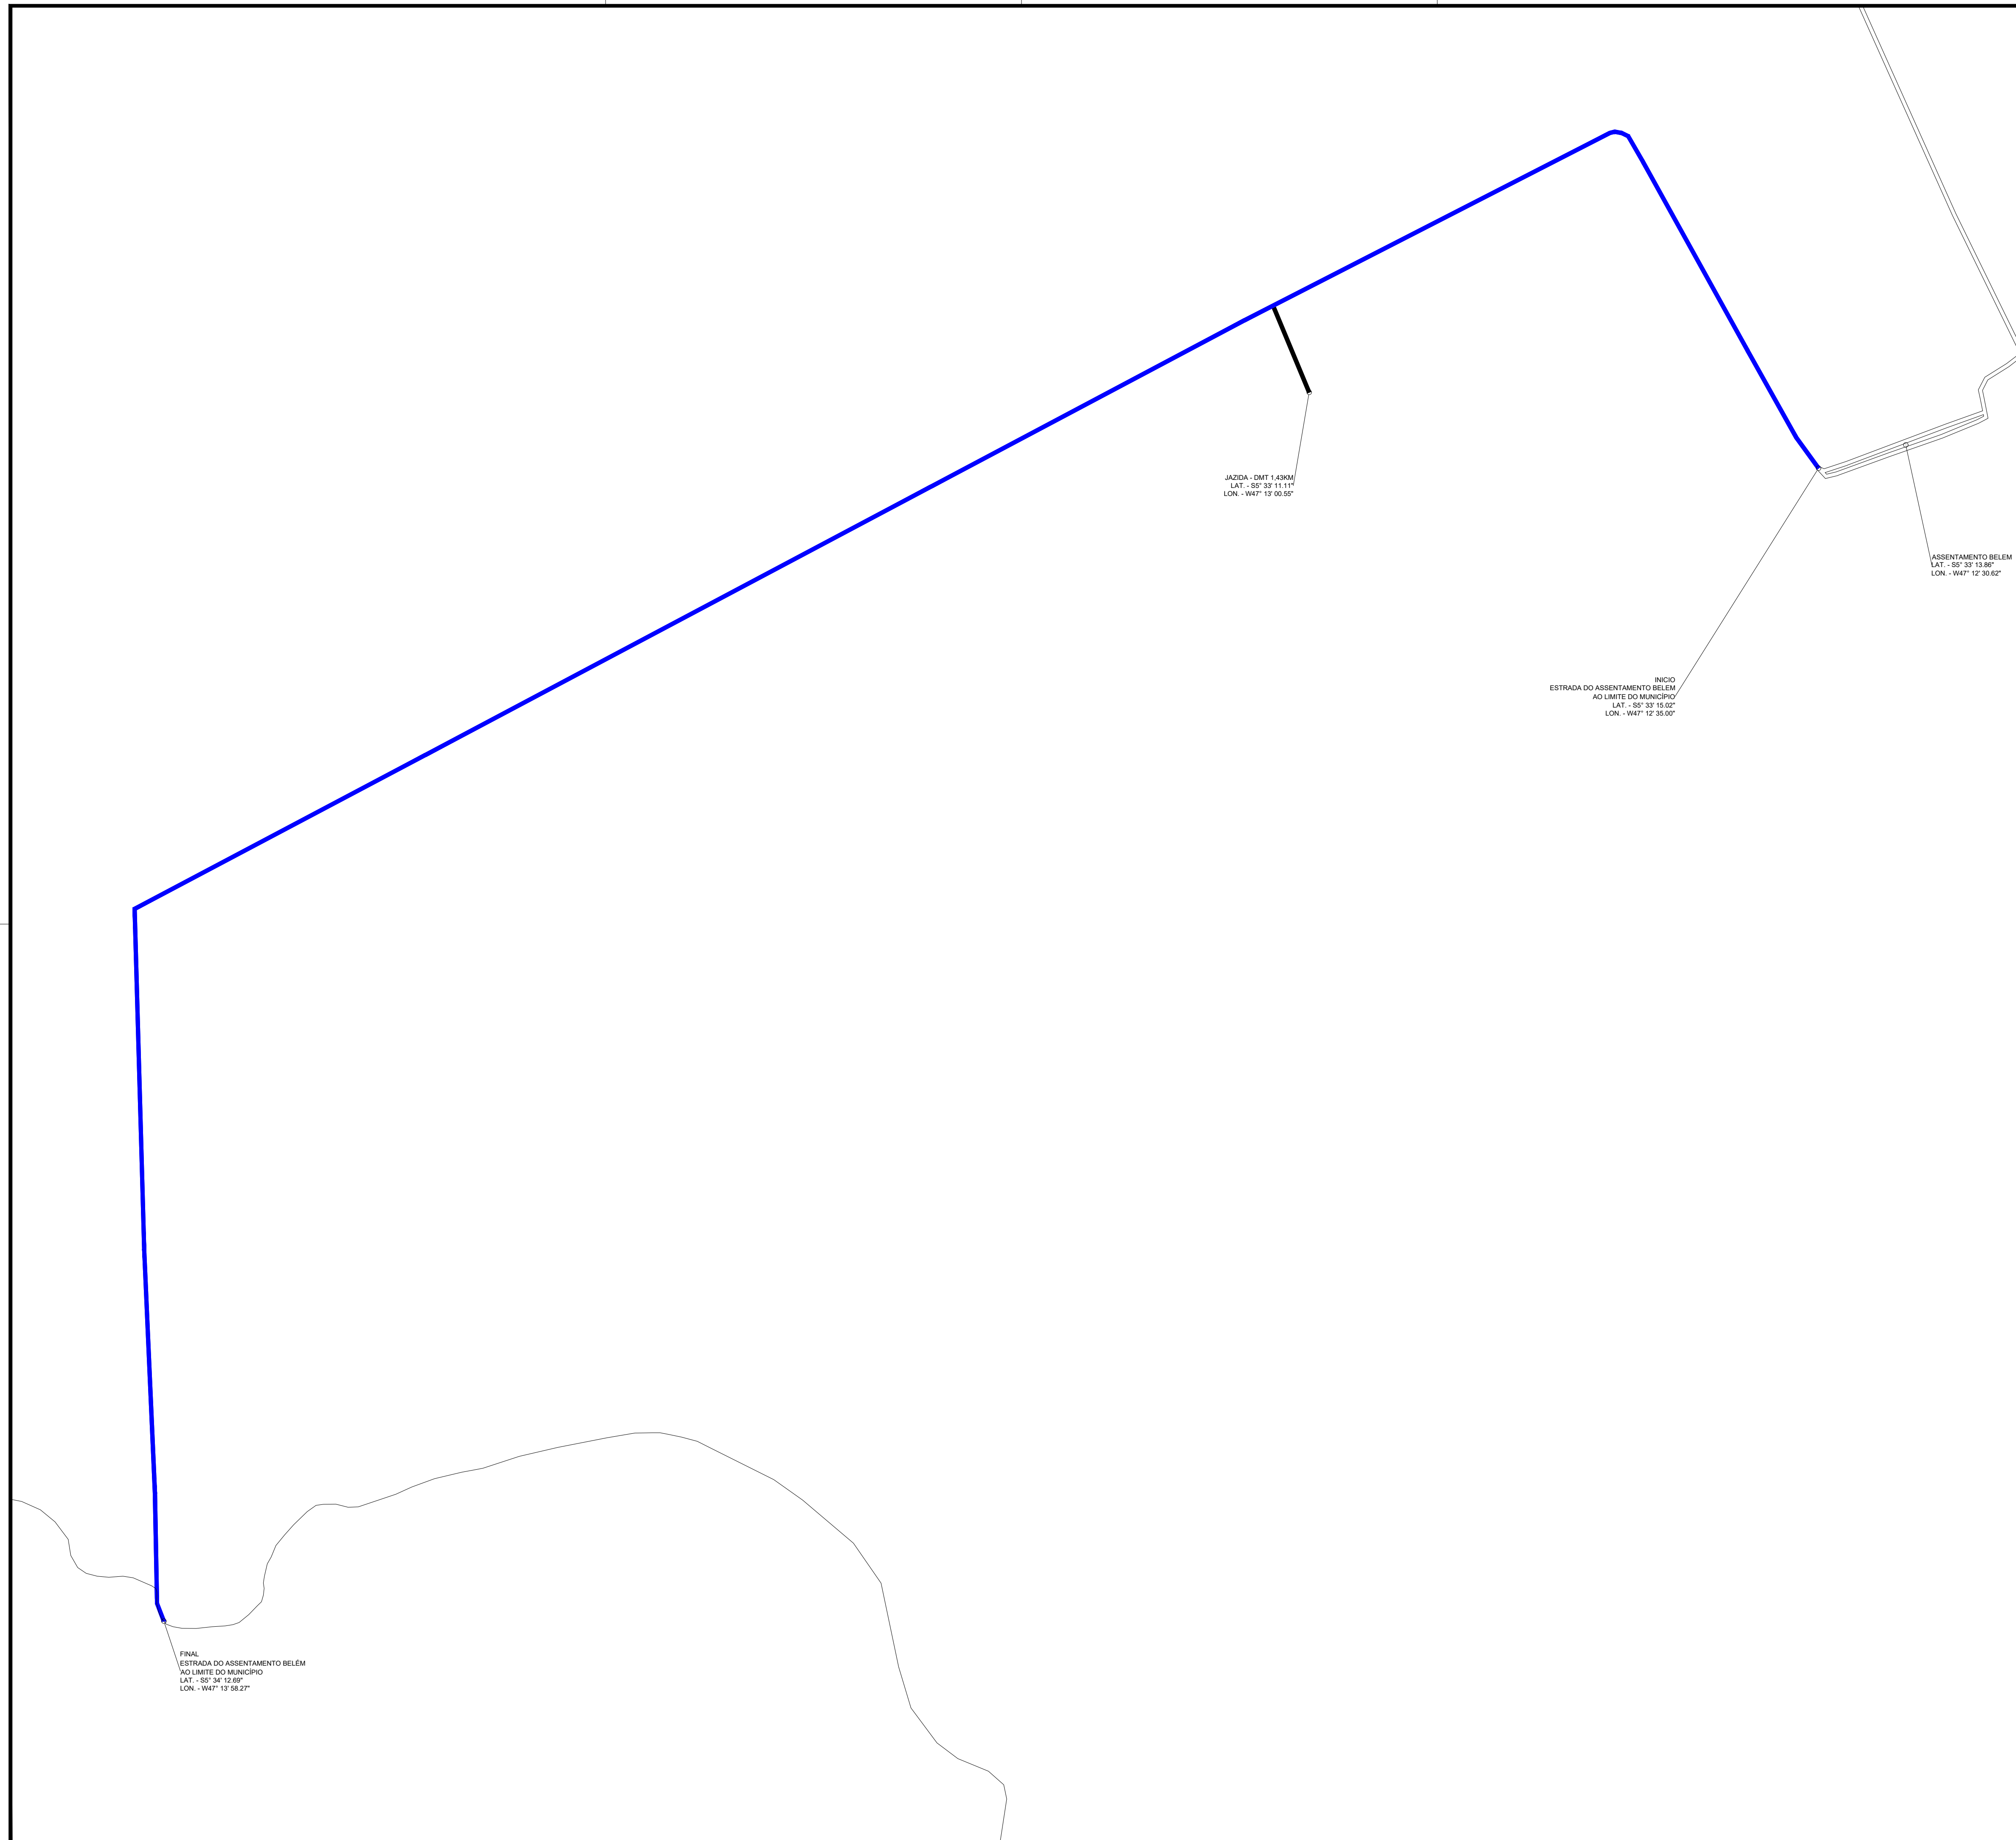 JAZIDA - DMT 1,43KM
LAT. - S5° 33' 11.11"
LON. - W47° 13' 00.55"
ASSENTAMENTO BELEM
LAT. - S5° 33' 13.86"
LON. - W47° 12' 30.62"
INICIO
ESTRADA DO ASSENTAMENTO BELEM
AO LIMITE DO MUNICÍPIO
LAT. - S5° 33' 15.02"
LON. - W47° 12' 35.00"
FINAL
ESTRADA DO ASSENTAMENTO BELÉM
AO LIMITE DO MUNICÍPIO
LAT. - S5° 34' 12.69"
LON. - W47° 13' 58.27"